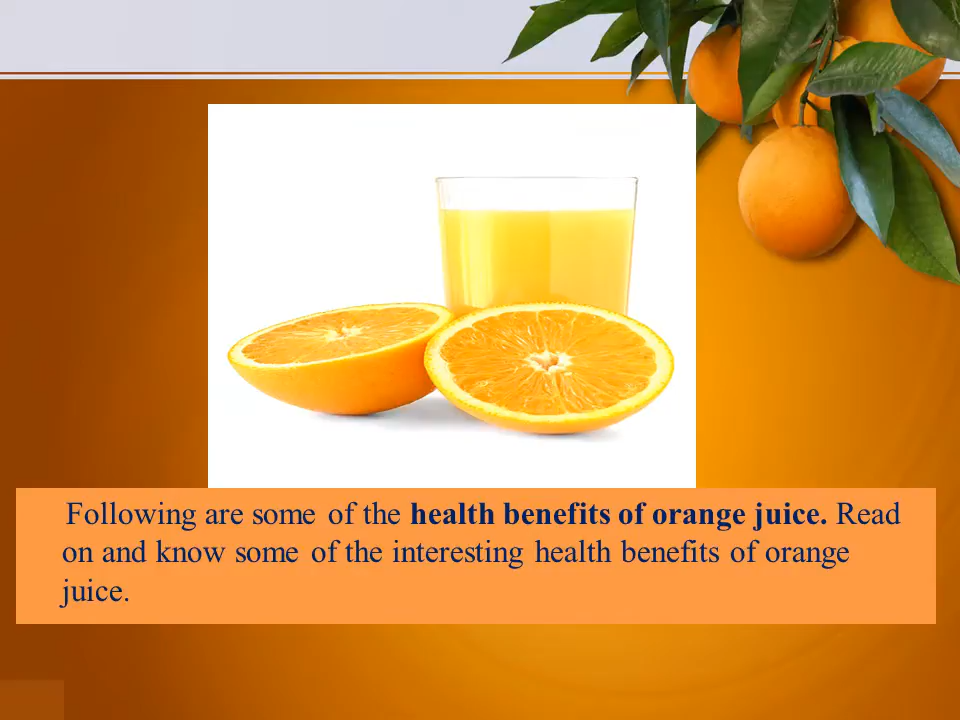 Following are some of the health benefits of orange juice. Read
on and know some of the interesting health benefits of orange
juice.